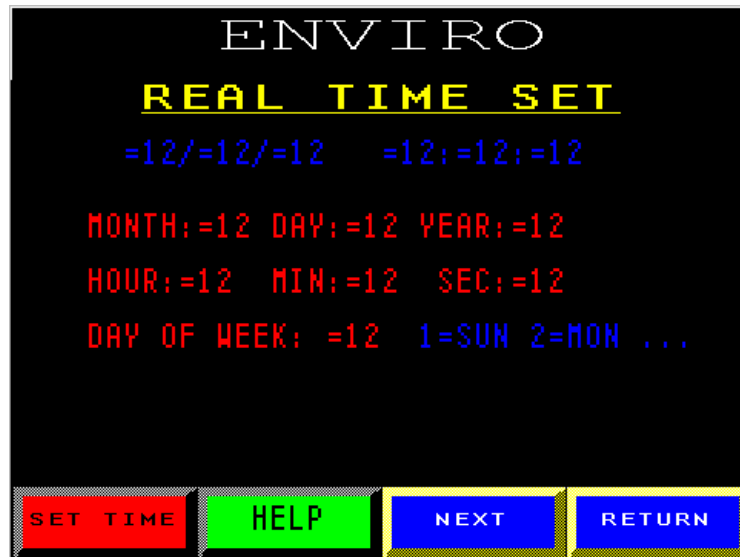 ENVIRO
REAL TIME SET
=12/=12/=12 =12:=12:=12
MONTH:=12 DAY:=12 YEAR:=12
HOUR:=12 MIN:=12 SEC:=12
DAY OF WEEK: =12 1=SUN 2=MON ...
SET TIME HELP NEXT RETURN